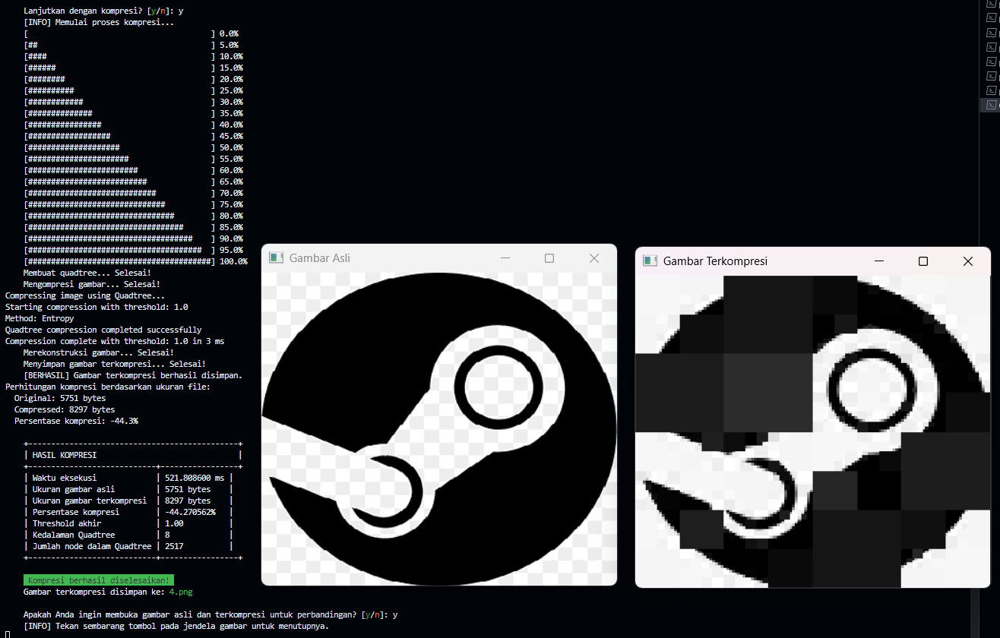 Lanjutkan dengan kompresi? [y/n]: y
[INFO] Memulai proses kompresi...
[                                        ] 0.0%
[##                                      ] 5.0%
[####                                    ] 10.0%
[######                                  ] 15.0%
[########                                ] 20.0%
[##########                              ] 25.0%
[############                            ] 30.0%
[##############                          ] 35.0%
[################                        ] 40.0%
[##################                      ] 45.0%
[####################                    ] 50.0%
[######################                  ] 55.0%
[########################                ] 60.0%
[##########################              ] 65.0%
[############################            ] 70.0%
[##############################          ] 75.0%
[################################        ] 80.0%
[##################################      ] 85.0%
[####################################    ] 90.0%
[######################################  ] 95.0%
[########################################] 100.0%
Membuat quadtree... Selesai!
Mengompresi gambar... Selesai!
Compressing image using Quadtree...
Starting compression with threshold: 1.0
Method: Entropy
Quadtree compression completed successfully
Compression complete with threshold: 1.0 in 3 ms
Merekonstruksi gambar... Selesai!
Menyimpan gambar terkompresi... Selesai!
[BERHASIL] Gambar terkompresi berhasil disimpan.
Perhitungan kompresi berdasarkan ukuran file:
Original: 5751 bytes
Compressed: 8297 bytes
Persentase kompresi: -44.3%
+---------------------------------------------+
| HASIL KOMPRESI |
+----------------------------+----------------+
| Waktu eksekusi | 521.808600 ms |
| Ukuran gambar asli | 5751 bytes |
| Ukuran gambar terkompresi | 8297 bytes |
| Persentase kompresi | -44.270562% |
| Threshold akhir | 1.00 |
| Kedalaman Quadtree | 8 |
| Jumlah node dalam Quadtree | 2517 |
+----------------------------+----------------+
Kompresi berhasil diselesaikan!
Gambar terkompresi disimpan ke: 4.png
Apakah Anda ingin membuka gambar asli dan terkompresi untuk perbandingan? [y/n]: y
[INFO] Tekan sembarang tombol pada jendela gambar untuk menutupnya.
Gambar Asli
Gambar Terkompresi